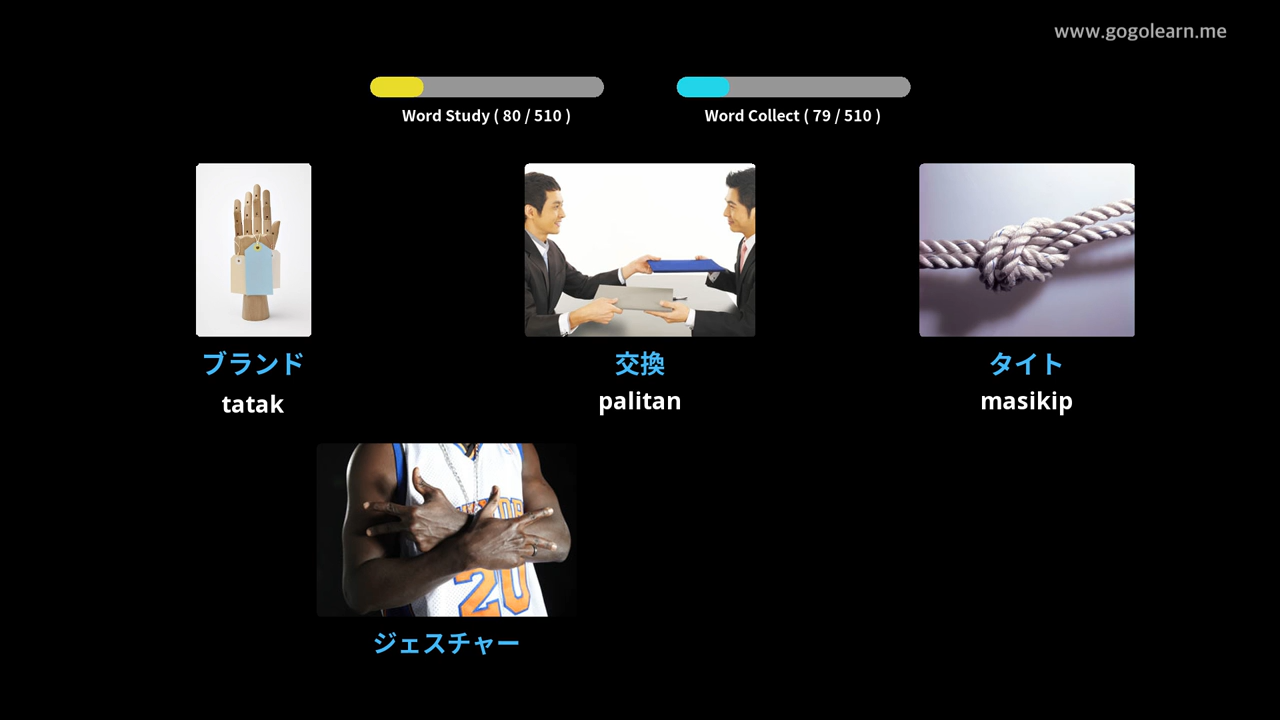 www.gogolearn.me
Word Study ( 80 / 510 )
Word Collect ( 79 / 510 )
ブランド
交換
タイト
tatak
palitan
masikip
20
ジェスチャー